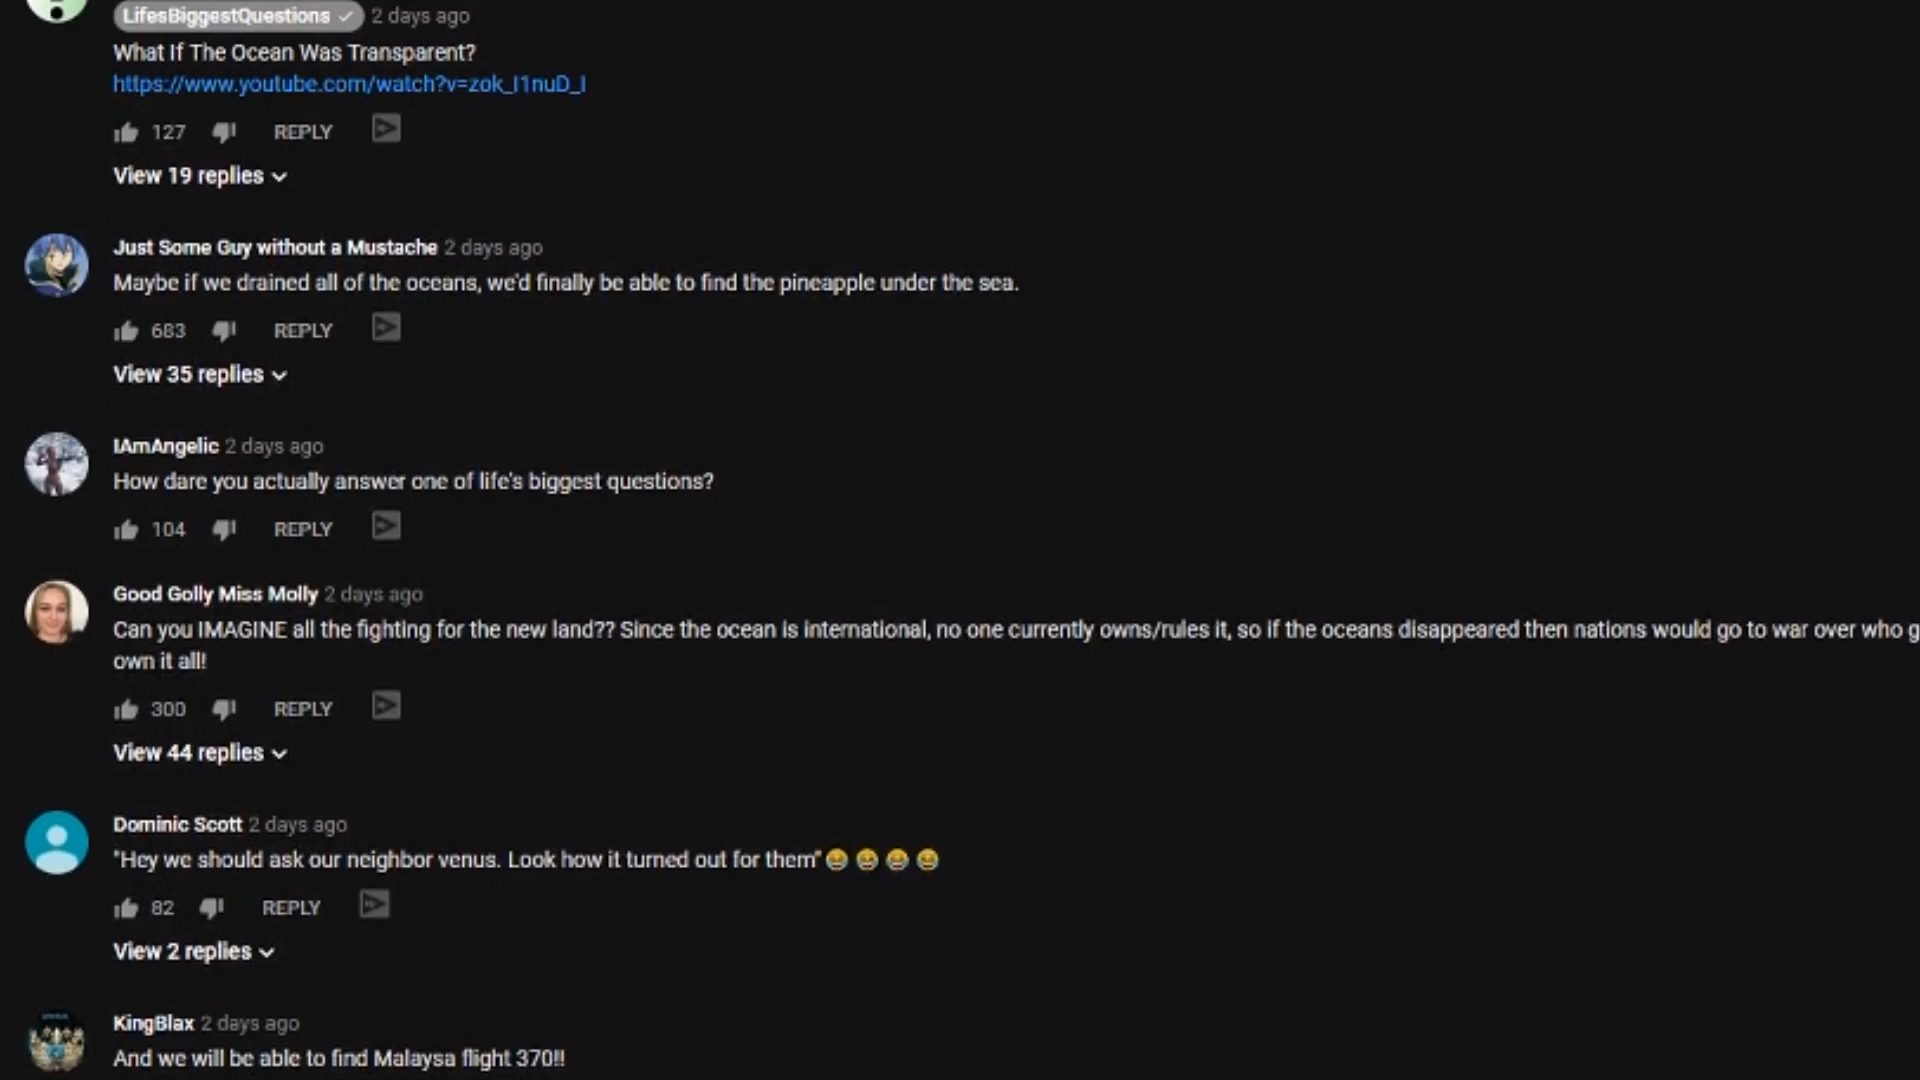 LifesBiggestQuestions 2 days ago
What If The Ocean Was Transparent?
https://www.youtube.com/watch?v=zok_I1nuD_I
127 REPLY
View 19 replies
Just Some Guy without a Mustache 2 days ago
Maybe if we drained all of the oceans, we'd finally be able to find the pineapple under the sea.
683 REPLY
View 35 replies
IAmAngelic 2 days ago
How dare you actually answer one of life's biggest questions?
104 REPLY
Good Golly Miss Molly 2 days ago
Can you IMAGINE all the fighting for the new land?? Since the ocean is international, no one currently owns/rules it, so if the oceans disappeared then nations would go to war over who g
own it all!
300 REPLY
View 44 replies
Dominic Scott 2 days ago
"Hey we should ask our neighbor venus. Look how it turned out for them"😂 😂 😂 😂
82 REPLY
View 2 replies
KingBlax 2 days ago
And we will be able to find Malaysa flight 370!!